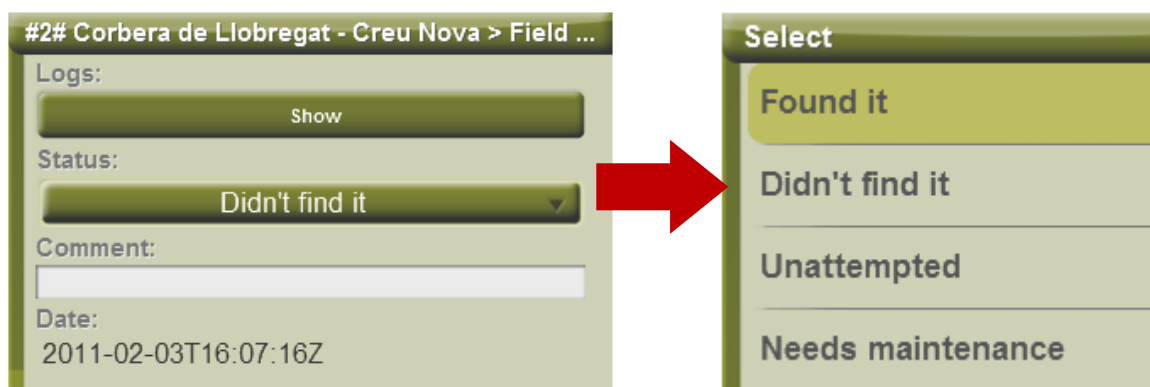 #2# Corbera de Llobregat - Creu Nova > Field ...
Logs:
Show
Status:
Didn't find it
Comment:
Date:
2011-02-03T16:07:16Z
Select
Found it
Didn't find it
Unattempted
Needs maintenance